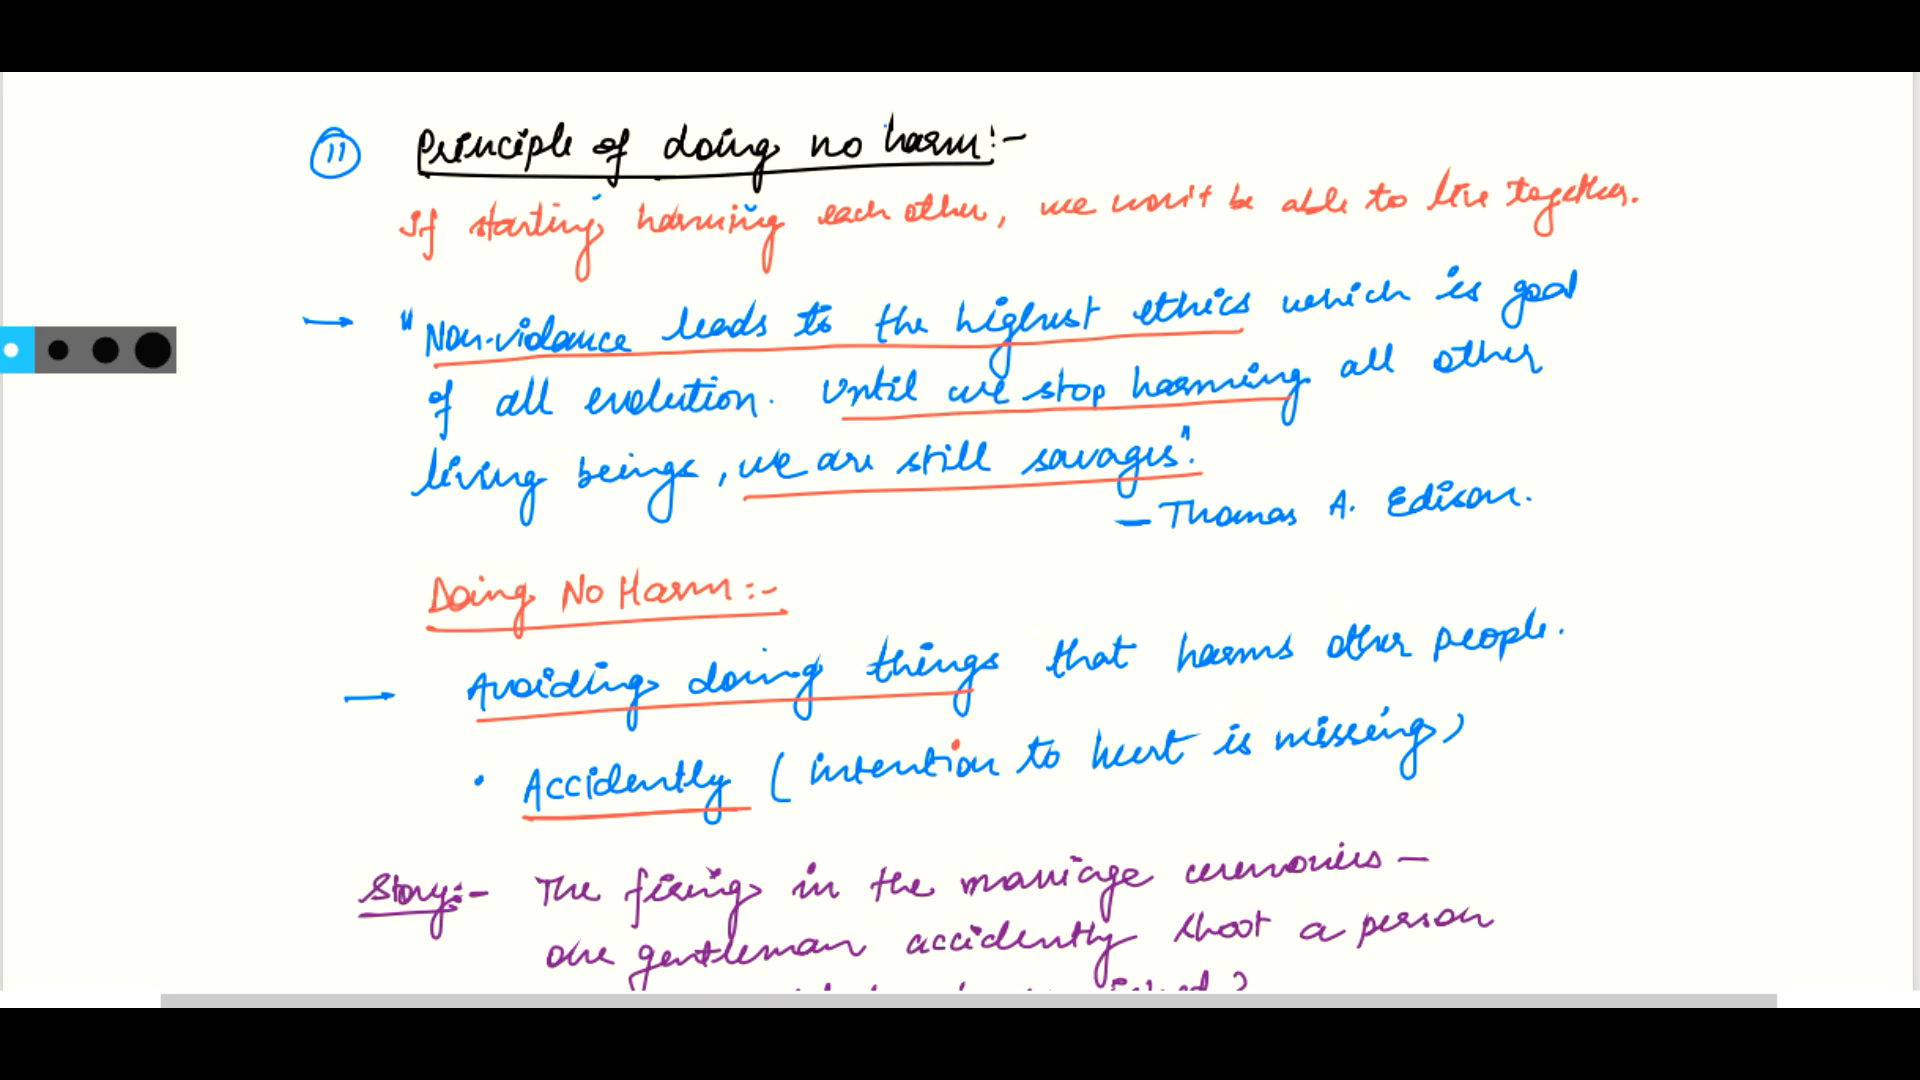 11 Principle of doing no harm:-
If starting harming each other, we won't be able to live together.
→ "Non-violance leads to the highest ethics which is goal
of all evolution. Until we stop harming all other
living beings, we are still savages".
- Thomas A. Edison.
Doing No Harm:-
→ Avoiding doing things that harms other people.
• Accidently (intention to hurt is missing)
Story:- The firing in the marriage ceremonies -
one gentleman accidently shoot a person